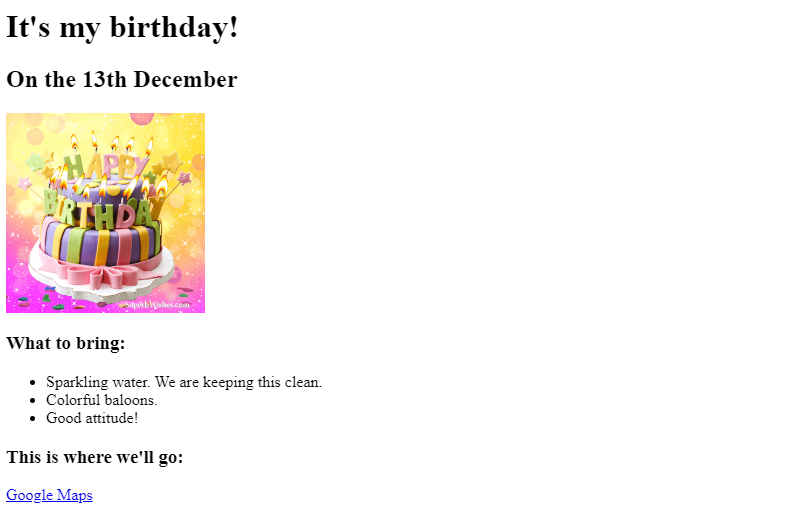 It's my birthday!
On the 13th December
HAPPY
BIRTHDAY
SuperbWishes.com
What to bring:
Sparkling water. We are keeping this clean.
Colorful baloons.
Good attitude!
This is where we'll go:
Google Maps